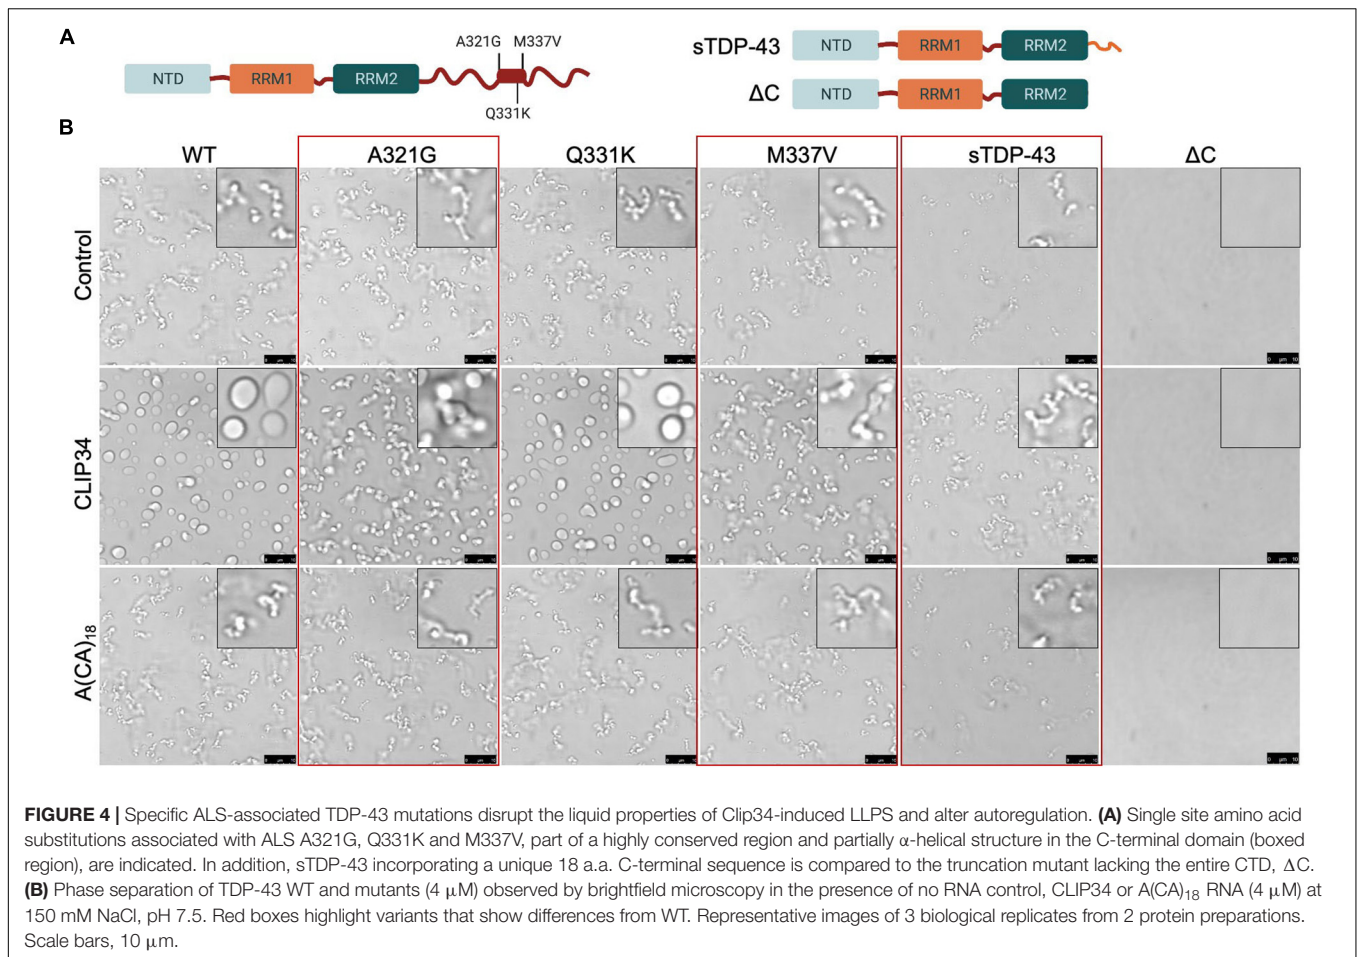 A
NTD RRM1 RRM2
A321G M337V
Q331K
sTDP-43 NTD RRM1 RRM2
ΔC NTD RRM1 RRM2
B
WT A321G Q331K M337V sTDP-43 ΔC
Control
CLIP34
A(CA)18
FIGURE 4 | Specific ALS-associated TDP-43 mutations disrupt the liquid properties of Clip34-induced LLPS and alter autoregulation. (A) Single site amino acid
substitutions associated with ALS A321G, Q331K and M337V, part of a highly conserved region and partially α-helical structure in the C-terminal domain (boxed
region), are indicated. In addition, sTDP-43 incorporating a unique 18 a.a. C-terminal sequence is compared to the truncation mutant lacking the entire CTD, ΔC.
(B) Phase separation of TDP-43 WT and mutants (4 μM) observed by brightfield microscopy in the presence of no RNA control, CLIP34 or A(CA)18 RNA (4 μM) at
150 mM NaCl, pH 7.5. Red boxes highlight variants that show differences from WT. Representative images of 3 biological replicates from 2 protein preparations.
Scale bars, 10 μm.